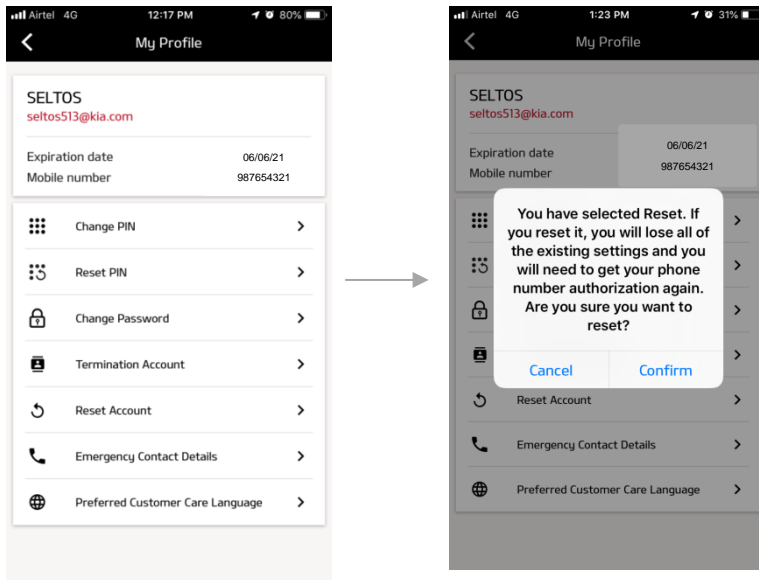 Airtel 4G 12:17 PM 80%
My Profile
SELTOS
seltos513@kia.com
Expiration date 06/06/21
Mobile number 987654321
Change PIN
Reset PIN
Change Password
Termination Account
Reset Account
Emergency Contact Details
Preferred Customer Care Language
Airtel 4G 1:23 PM 31%
My Profile
SELTOS
seltos513@kia.com
Expiration date 06/06/21
Mobile number 987654321
You have selected Reset. If
you reset it, you will lose all of
the existing settings and you
will need to get your phone
number authorization again.
Are you sure you want to
reset?
Cancel Confirm
Reset Account
Emergency Contact Details
Preferred Customer Care Language